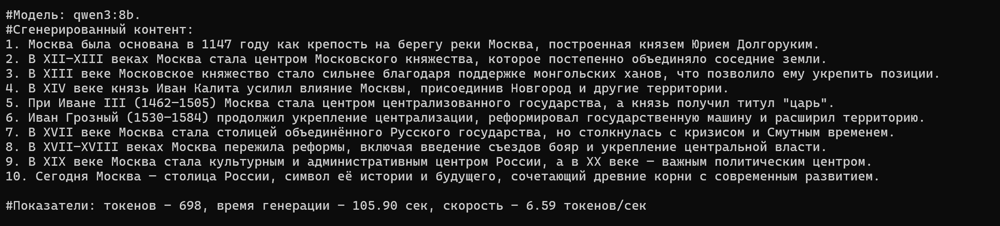 #Модель: qwen3:8b.
#Сгенерированный контент:
1. Москва была основана в 1147 году как крепость на берегу реки Москва, построенная князем Юрием Долгоруким.
2. В XII–XIII веках Москва стала центром Московского княжества, которое постепенно объединяло соседние земли.
3. В XIII веке Московское княжество стало сильнее благодаря поддержке монгольских ханов, что позволило ему укрепить позиции.
4. В XIV веке князь Иван Калита усилил влияние Москвы, присоединив Новгород и другие территории.
5. При Иване III (1462–1505) Москва стала центром централизованного государства, а князь получил титул "царь".
6. Иван Грозный (1530–1584) продолжил укрепление централизации, реформировал государственную машину и расширил территорию.
7. В XVII веке Москва стала столицей объединённого Русского государства, но столкнулась с кризисом и Смутным временем.
8. В XVII–XVIII веках Москва пережила реформы, включая введение съездов бояр и укрепление центральной власти.
9. В XIX веке Москва стала культурным и административным центром России, а в XX веке – важным политическим центром.
10. Сегодня Москва – столица России, символ её истории и будущего, сочетающий древние корни с современным развитием.
#Показатели: токенов – 698, время генерации – 105.90 сек, скорость – 6.59 токенов/сек